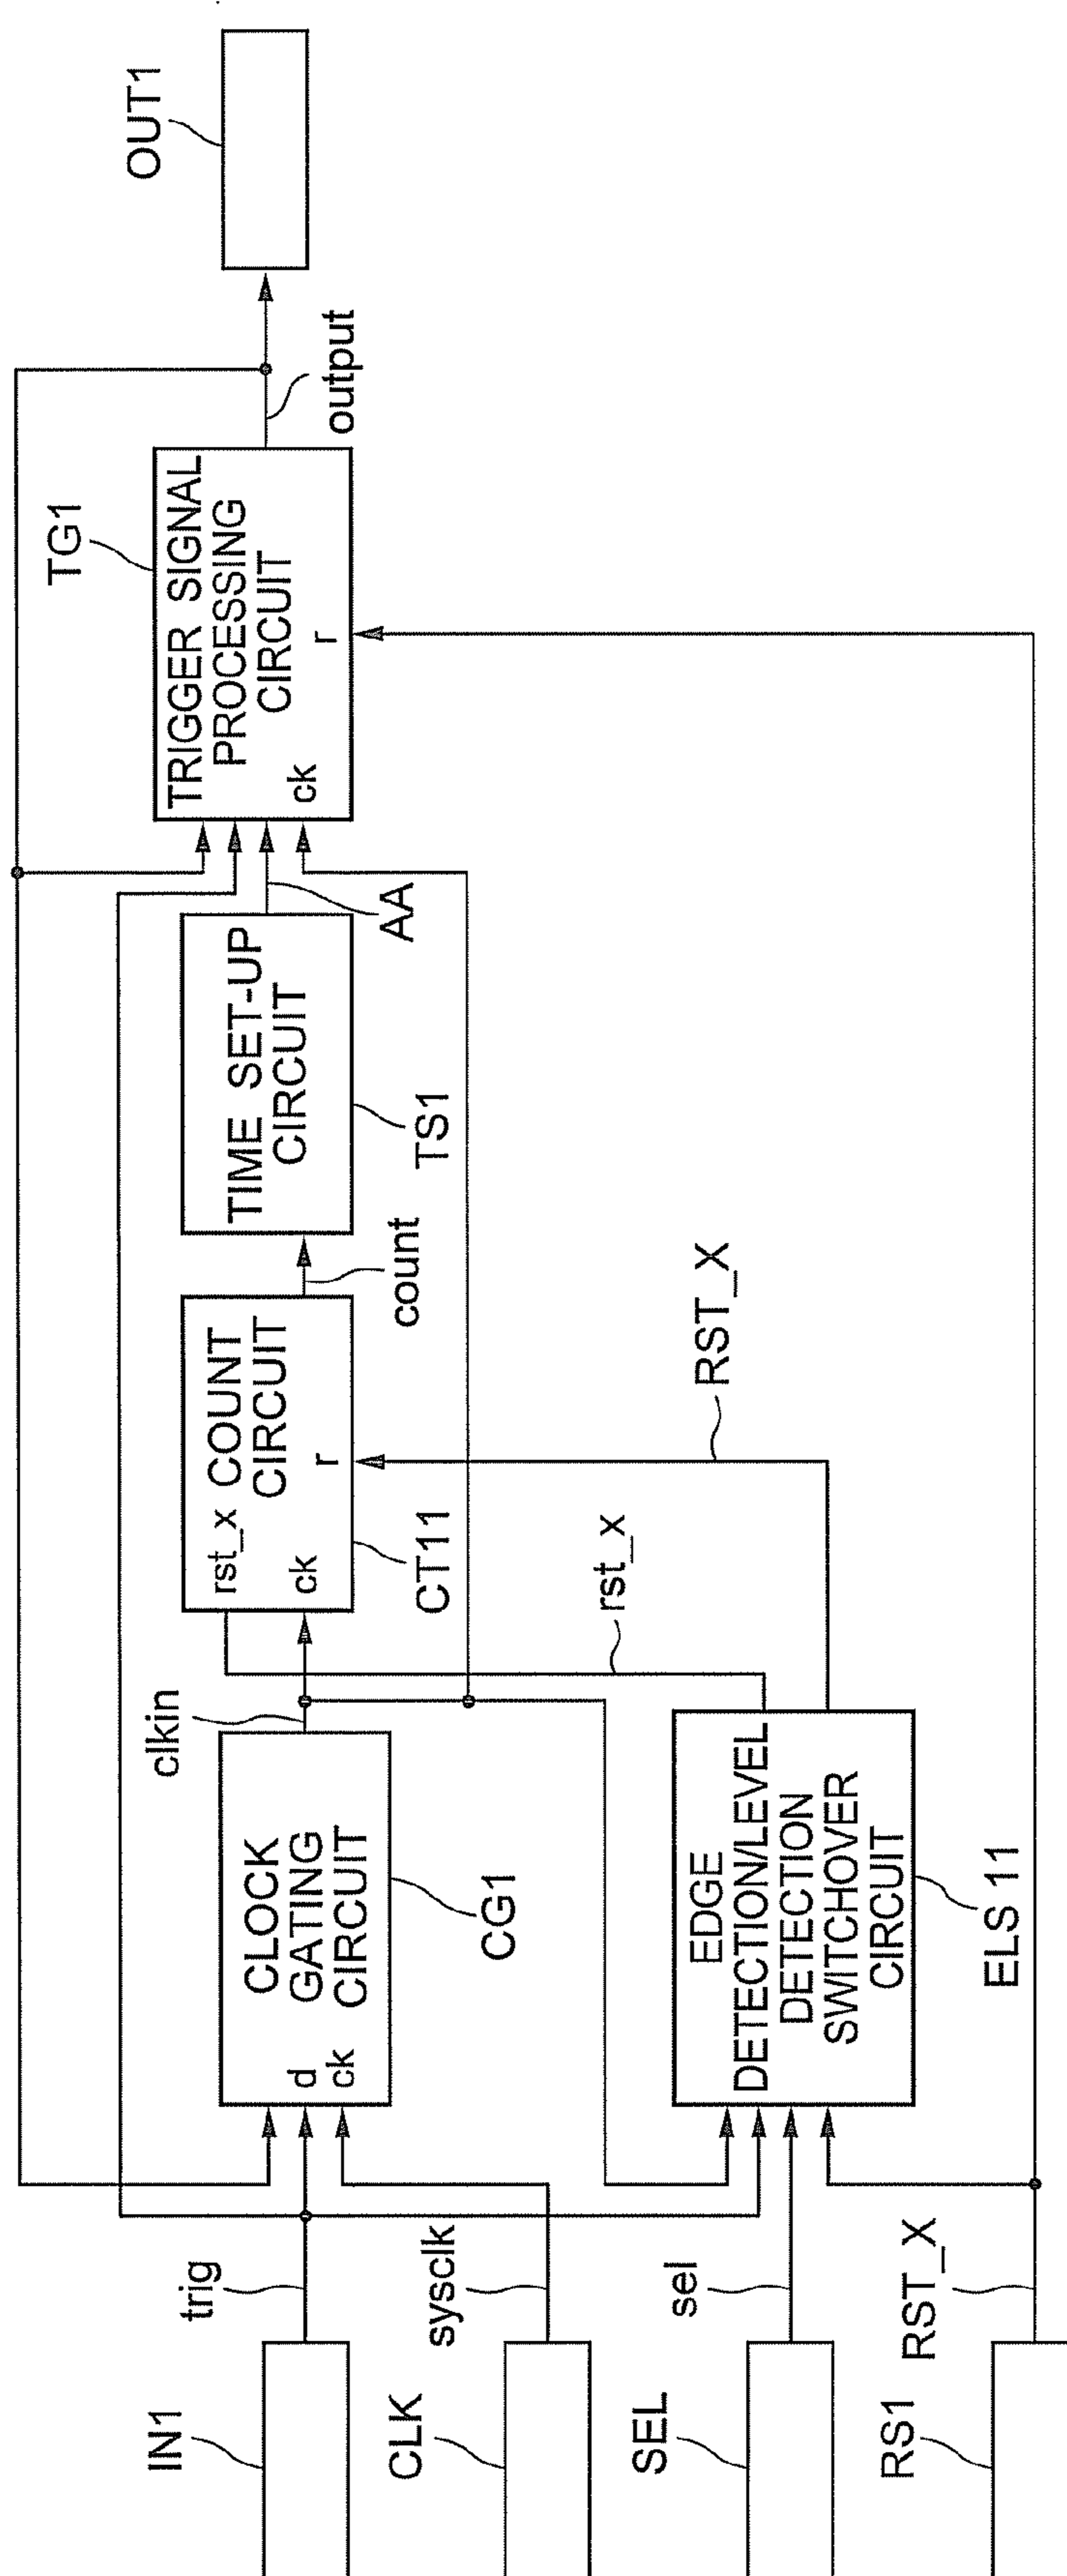 IN1
trig
CLK
sysclk
SEL
sel
RS1
RST_X
CLOCK
GATING
CIRCUIT
d
ck
CG1
clkin
EDGE
DETECTION/LEVEL
DETECTION
SWITCHOVER
CIRCUIT
ELS 11
rst_x
RST_X
rst_x
COUNT
CIRCUIT
ck
r
CT11
count
TIME SET-UP
CIRCUIT
TS1
AA
TRIGGER SIGNAL
PROCESSING
CIRCUIT
ck
r
TG1
output
OUT1